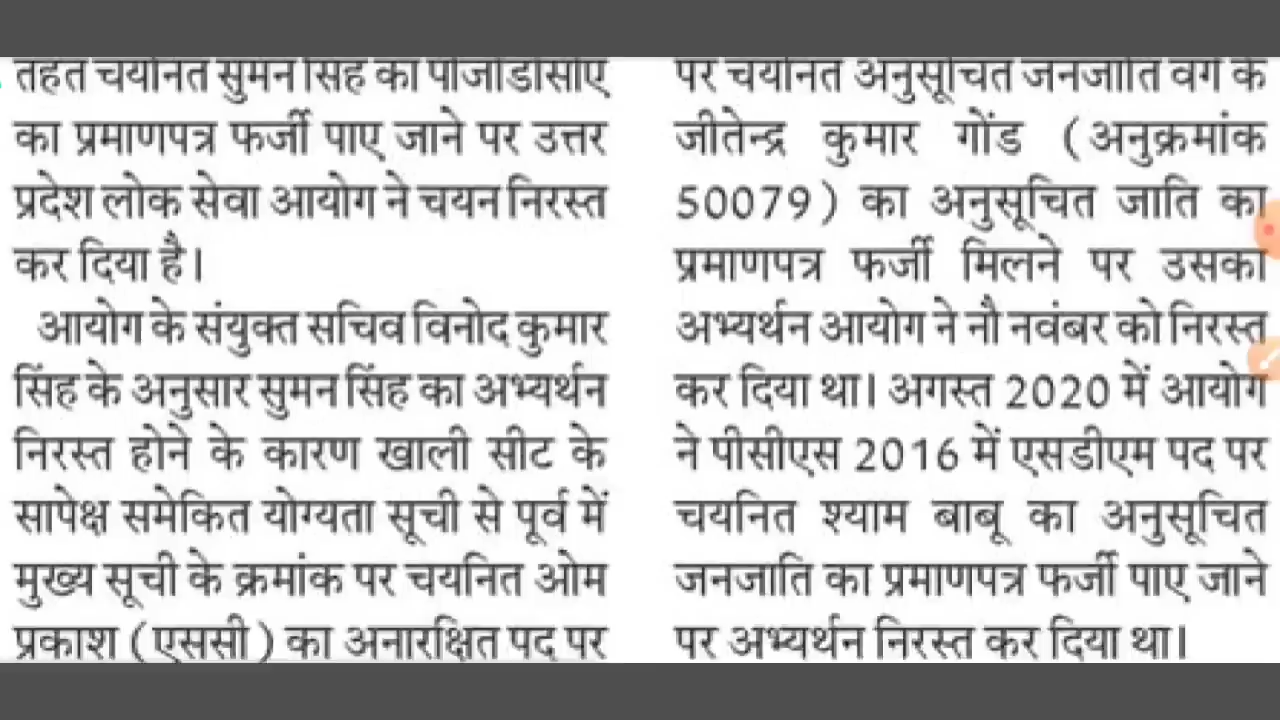 तहत चयनित सुमन सिंह का पीजीडीसीए
का प्रमाणपत्र फर्जी पाए जाने पर उत्तर
प्रदेश लोक सेवा आयोग ने चयन निरस्त
कर दिया है।
आयोग के संयुक्त सचिव विनोद कुमार
सिंह के अनुसार सुमन सिंह का अभ्यर्थन
निरस्त होने के कारण खाली सीट के
सापेक्ष समेकित योग्यता सूची से पूर्व में
मुख्य सूची के क्रमांक पर चयनित ओम
प्रकाश (एससी) का अनारक्षित पद पर
पर चयनित अनुसूचित जनजाति वर्ग के
जीतेन्द्र कुमार गोंड (अनुक्रमांक
50079) का अनुसूचित जाति का
प्रमाणपत्र फर्जी मिलने पर उसका
अभ्यर्थन आयोग ने नौ नवंबर को निरस्त
कर दिया था। अगस्त 2020 में आयोग
ने पीसीएस 2016 में एसडीएम पद पर
चयनित श्याम बाबू का अनुसूचित
जनजाति का प्रमाणपत्र फर्जी पाए जाने
पर अभ्यर्थन निरस्त कर दिया था।